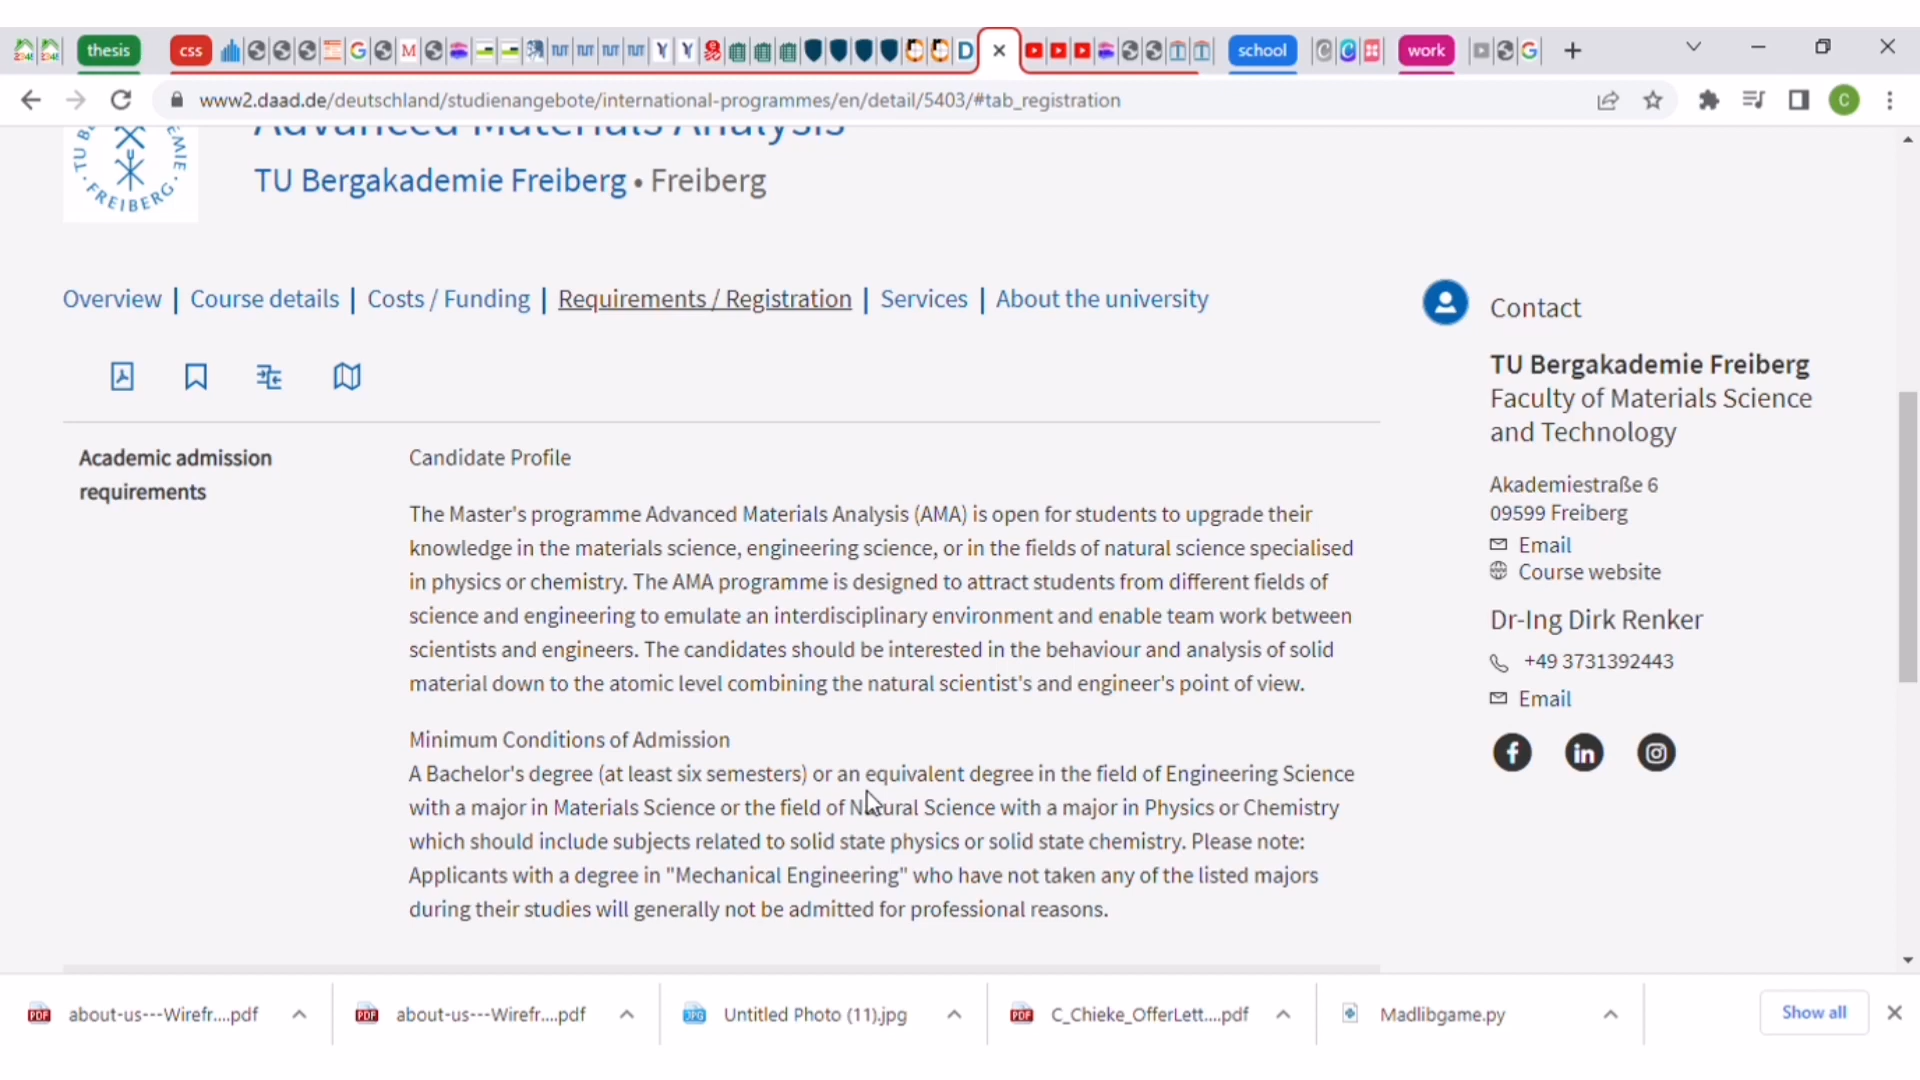 thesis
css
school
work
www2.daad.de/deutschland/studienangebote/international-programmes/en/detail/5403/#tab_registration
C
Advanced Materials Analysis
TU Bergakademie Freiberg • Freiberg
Overview | Course details | Costs / Funding | Requirements / Registration | Services | About the university
Academic admission
requirements
Candidate Profile
The Master's programme Advanced Materials Analysis (AMA) is open for students to upgrade their
knowledge in the materials science, engineering science, or in the fields of natural science specialised
in physics or chemistry. The AMA programme is designed to attract students from different fields of
science and engineering to emulate an interdisciplinary environment and enable team work between
scientists and engineers. The candidates should be interested in the behaviour and analysis of solid
material down to the atomic level combining the natural scientist's and engineer's point of view.
Minimum Conditions of Admission
A Bachelor's degree (at least six semesters) or an equivalent degree in the field of Engineering Science
with a major in Materials Science or the field of Natural Science with a major in Physics or Chemistry
which should include subjects related to solid state physics or solid state chemistry. Please note:
Applicants with a degree in "Mechanical Engineering" who have not taken any of the listed majors
during their studies will generally not be admitted for professional reasons.
Contact
TU Bergakademie Freiberg
Faculty of Materials Science
and Technology
Akademiestraße 6
09599 Freiberg
Email
Course website
Dr-Ing Dirk Renker
+49 3731392443
Email
about-us---Wirefr....pdf
about-us---Wirefr....pdf
Untitled Photo (11).jpg
C_Chieke_OfferLett....pdf
Madlibgame.py
Show all